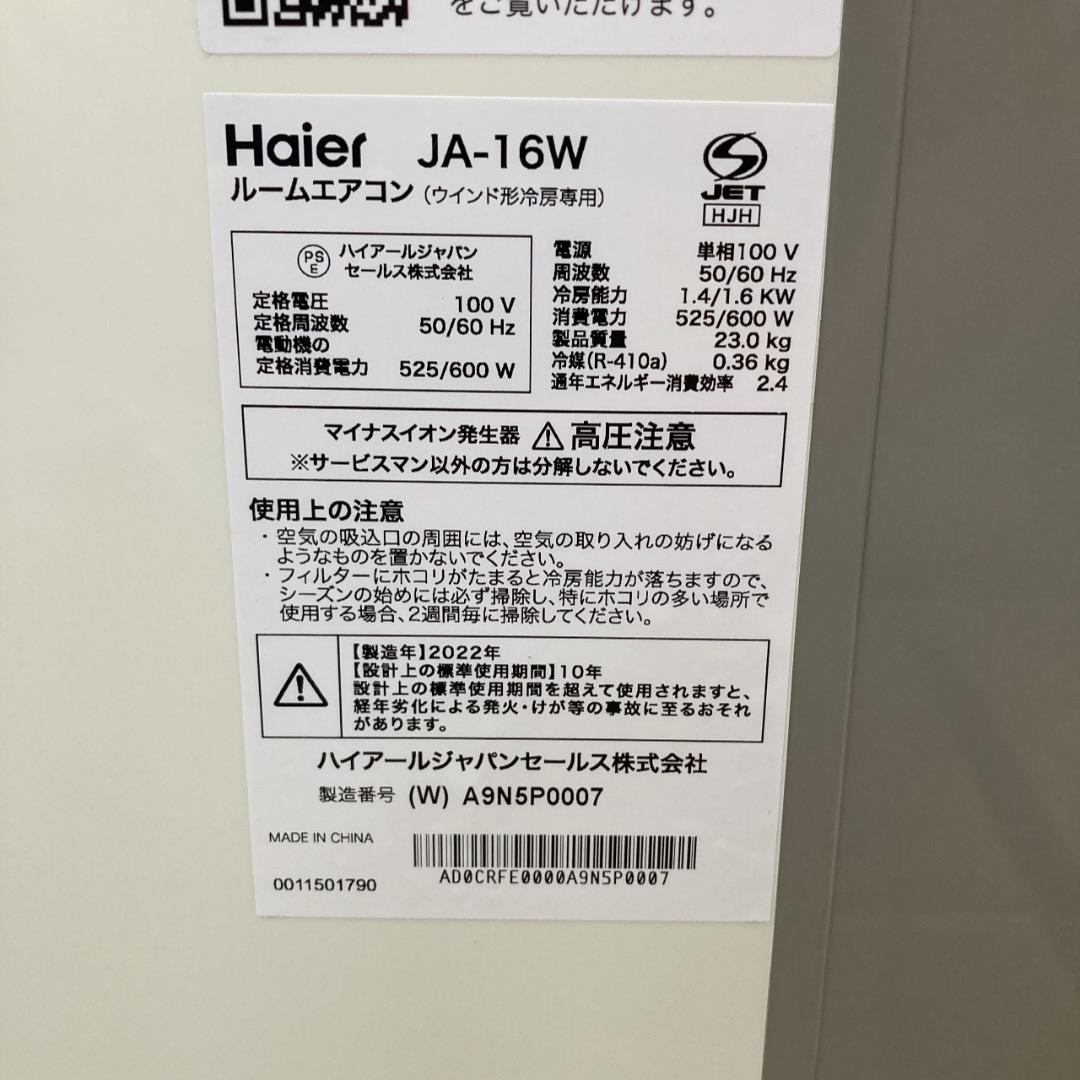 をご覧いただけます。
Haier JA-16W
ルームエアコン (ウインド形冷房専用)
JET
HJH
PS
E
ハイアールジャパン
セールス株式会社
定格電圧 100 V
定格周波数 50/60 Hz
電動機の
定格消費電力 525/600 W
電源 単相100 V
周波数 50/60 Hz
冷房能力 1.4/1.6 KW
消費電力 525/600 W
製品質量 23.0 kg
冷媒(R-410a) 0.36 kg
通年エネルギー消費効率 2.4
マイナスイオン発生器 ⚠ 高圧注意
※サービスマン以外の方は分解しないでください。
使用上の注意
・空気の吸込口の周囲には、空気の取り入れの妨げになる
ようなものを置かないでください。
・フィルターにホコリがたまると冷房能力が落ちますので、
シーズンの始めには必ず掃除し、特にホコリの多い場所で
使用する場合、2週間毎に掃除してください。
【製造年】2022年
【設計上の標準使用期間】10年
設計上の標準使用期間を超えて使用されますと、
経年劣化による発火・けが等の事故に至るおそれ
があります。
ハイアールジャパンセールス株式会社
製造番号 (W) A9N5P0007
MADE IN CHINA
AD0CRFE0000A9N5P0007
0011501790